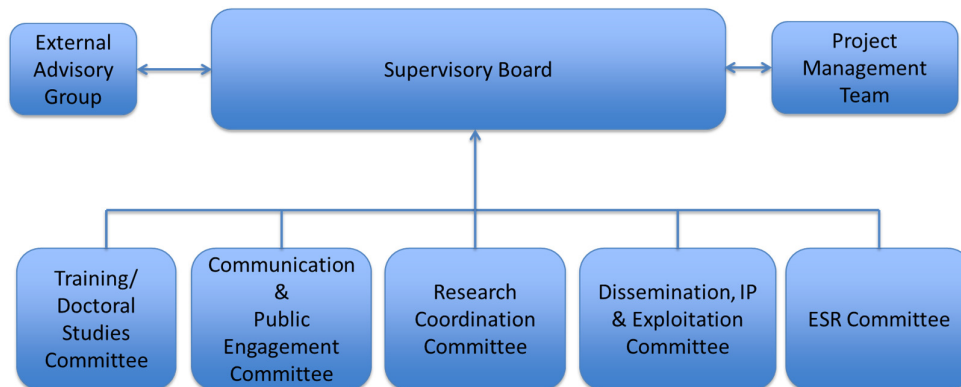 External
Advisory
Group
Supervisory Board
Project
Management
Team
Training/
Doctoral
Studies
Committee
Communication
&
Public
Engagement
Committee
Research
Coordination
Committee
Dissemination, IP
& Exploitation
Committee
ESR Committee